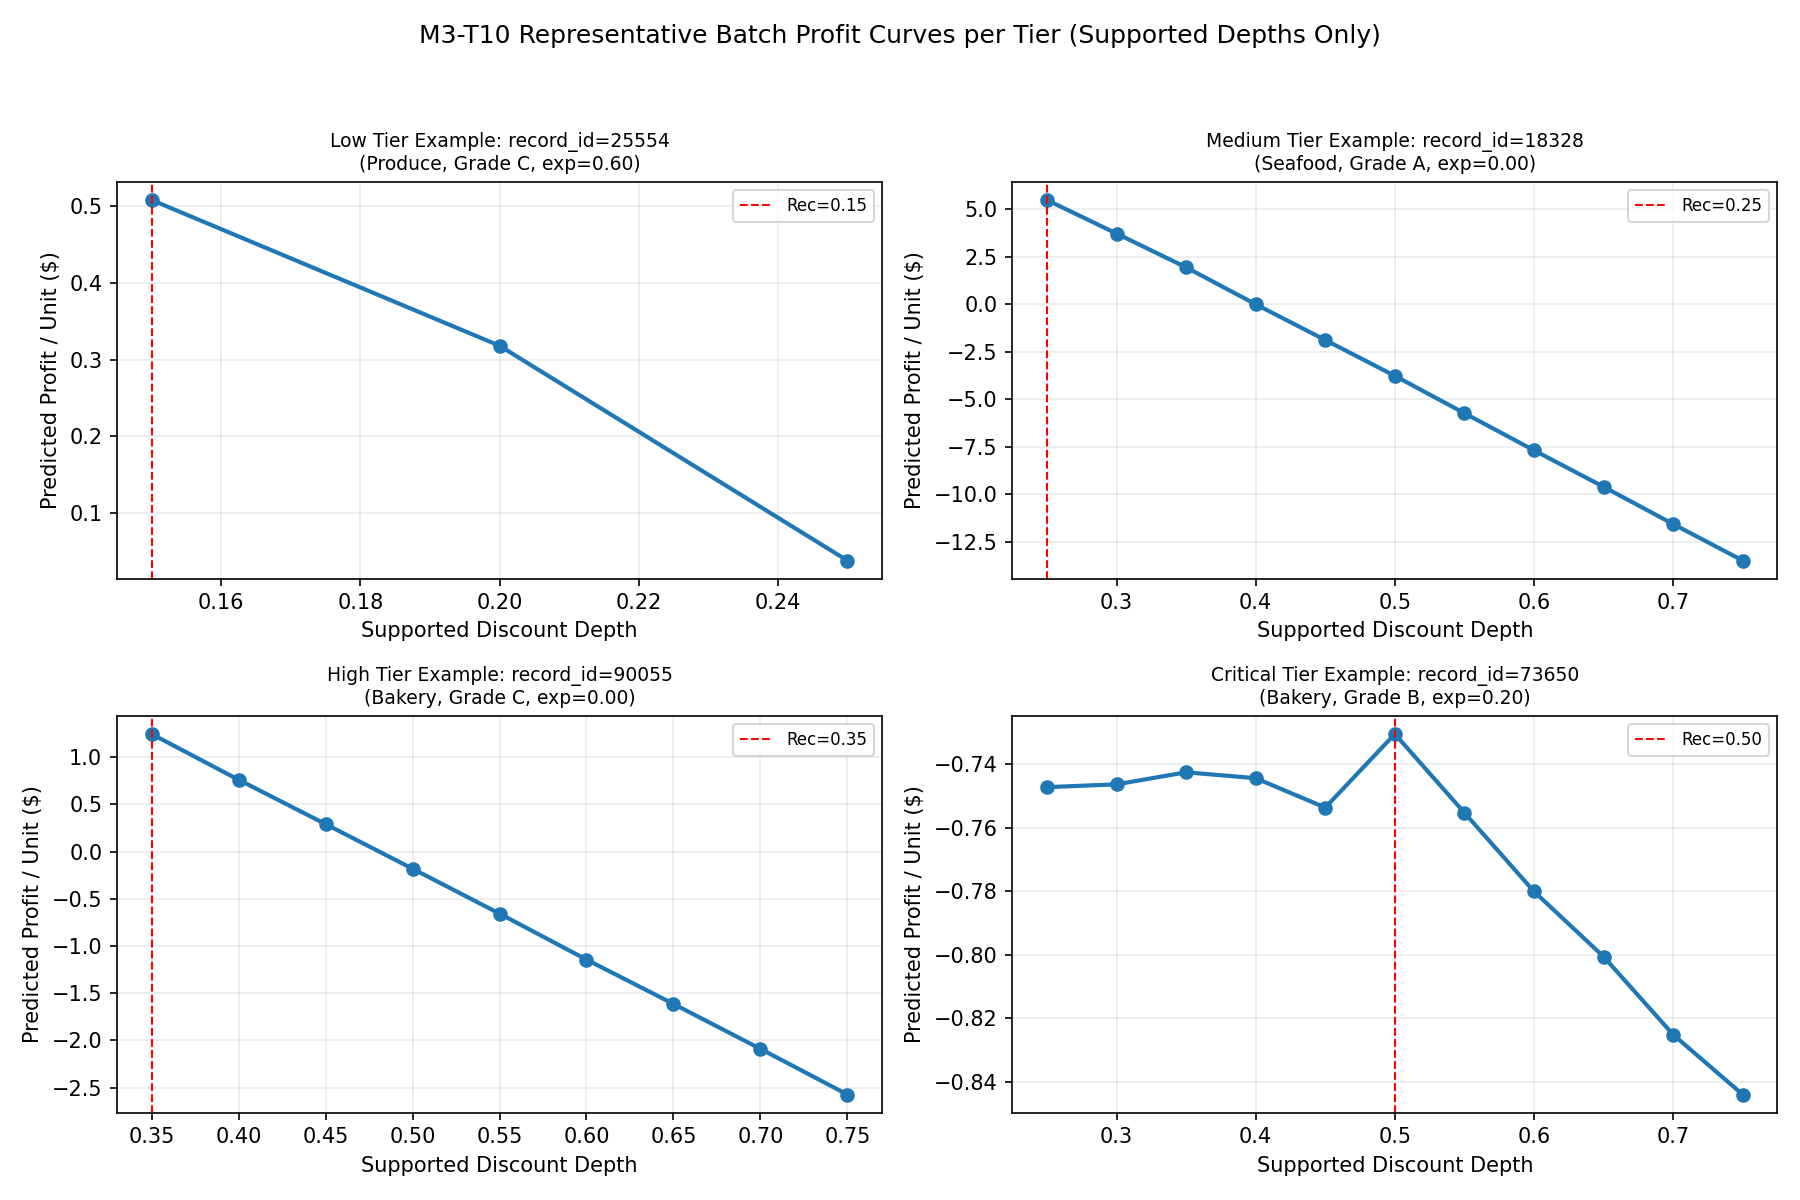 M3-T10 Representative Batch Profit Curves per Tier (Supported Depths Only)
Low Tier Example: record_id=25554
(Produce, Grade C, exp=0.60)
Rec=0.15
Predicted Profit / Unit ($)
0.5
0.4
0.3
0.2
0.1
0.16 0.18 0.20 0.22 0.24
Supported Discount Depth
Medium Tier Example: record_id=18328
(Seafood, Grade A, exp=0.00)
Rec=0.25
Predicted Profit / Unit ($)
5.0
2.5
0.0
−2.5
−5.0
−7.5
−10.0
−12.5
0.3 0.4 0.5 0.6 0.7
Supported Discount Depth
High Tier Example: record_id=90055
(Bakery, Grade C, exp=0.00)
Rec=0.35
Predicted Profit / Unit ($)
1.0
0.5
0.0
−0.5
−1.0
−1.5
−2.0
−2.5
0.35 0.40 0.45 0.50 0.55 0.60 0.65 0.70 0.75
Supported Discount Depth
Critical Tier Example: record_id=73650
(Bakery, Grade B, exp=0.20)
Rec=0.50
Predicted Profit / Unit ($)
−0.74
−0.76
−0.78
−0.80
−0.82
−0.84
0.3 0.4 0.5 0.6 0.7
Supported Discount Depth